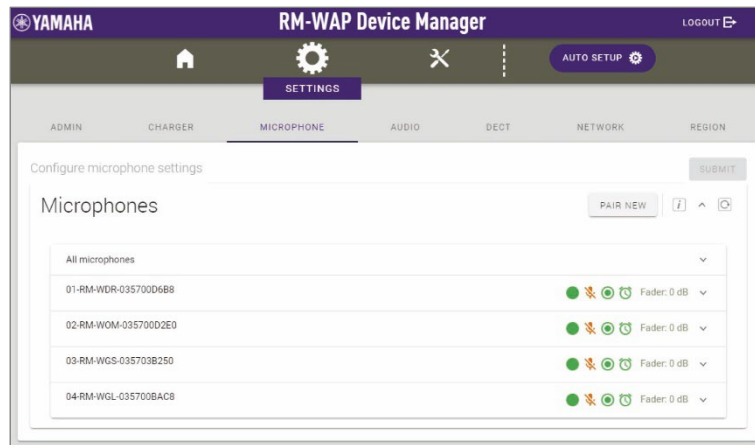 YAMAHA RM-WAP Device Manager LOGOUT
AUTO SETUP
SETTINGS
ADMIN CHARGER MICROPHONE AUDIO DECT NETWORK REGION
Configure microphone settings SUBMIT
Microphones PAIR NEW i
All microphones
01-RM-WDR-035700D6B8 Fader: 0 dB
02-RM-WOM-035700D2E0 Fader: 0 dB
03-RM-WGS-035703B250 Fader: 0 dB
04-RM-WGL-035700BAC8 Fader: 0 dB